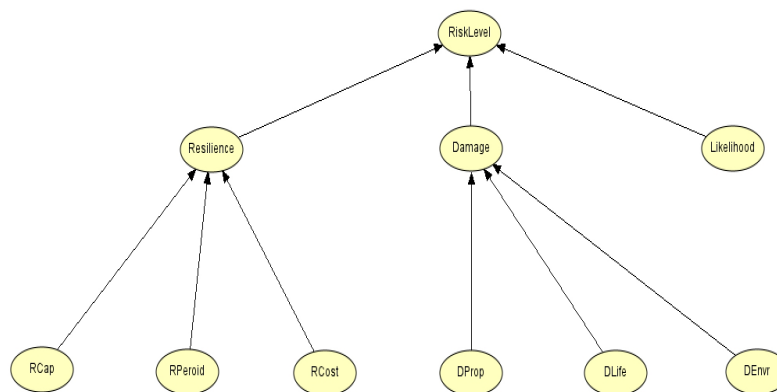 RiskLevel
Resilience
Damage
Likelihood
RCap
RPeroid
RCost
DProp
DLife
DEnvr